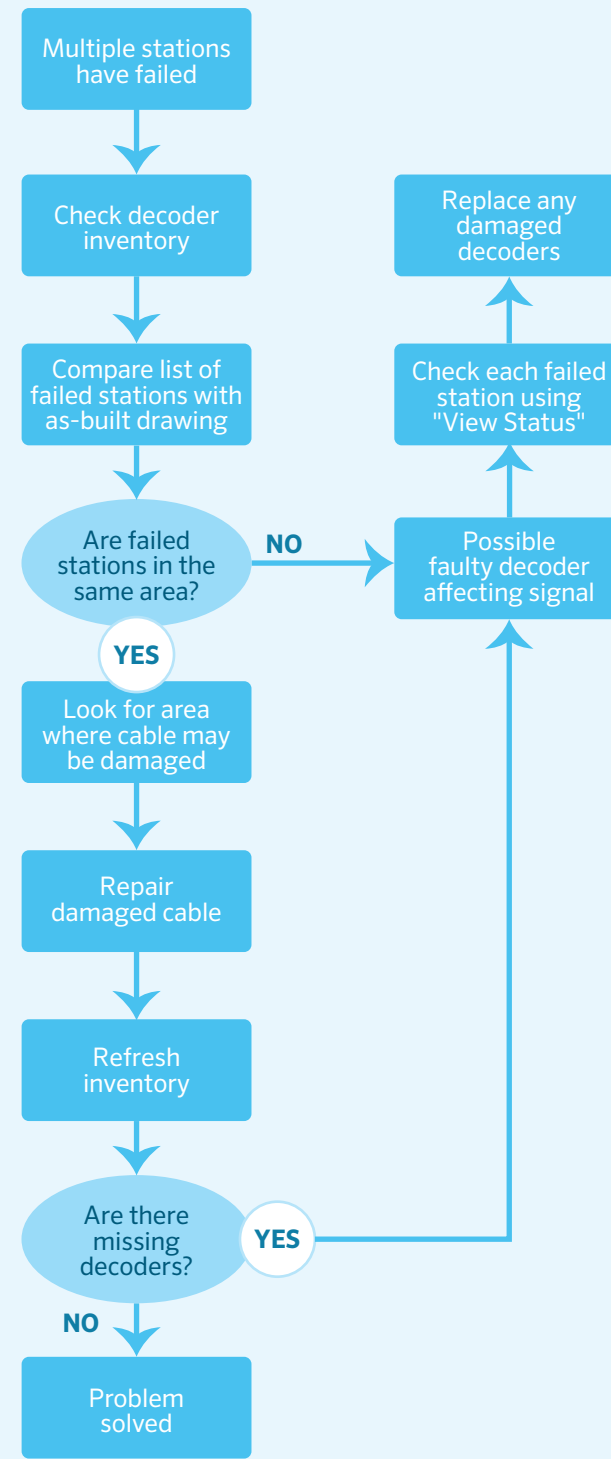 Multiple stations
have failed
Check decoder
inventory
Compare list of
failed stations with
as-built drawing
Are failed
stations in the
same area?
NO
YES
Look for area
where cable may
be damaged
Repair
damaged cable
Refresh
inventory
Are there
missing
decoders?
YES
NO
Problem
solved
Possible
faulty decoder
affecting signal
Check each failed
station using
"View Status"
Replace any
damaged
decoders